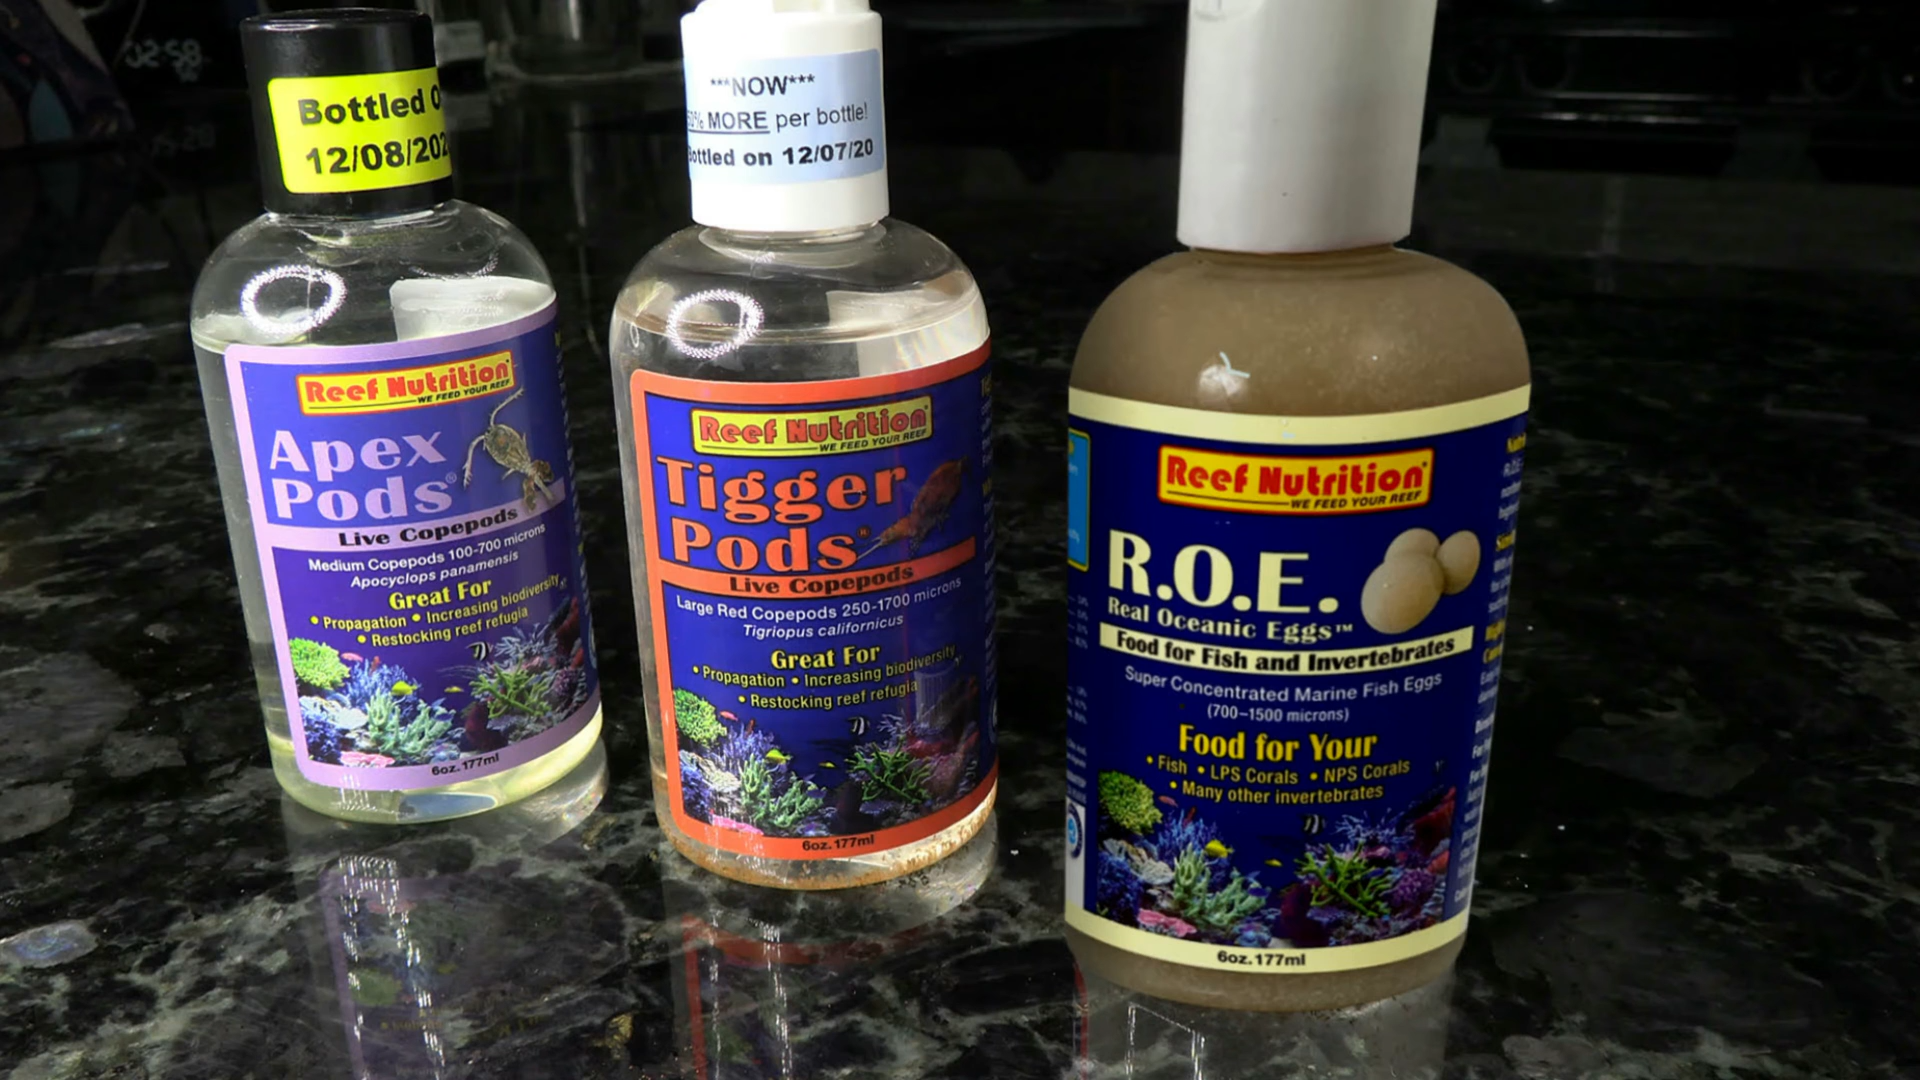 Bottled
12/08/202
Reef Nutrition
WE FEED YOUR REEF
Apex
Pods®
Live Copepods
Medium Copepods 100-700 microns
Apocyclops panamensis
Great For
• Propagation • Increasing biodiversity
• Restocking reef refugia
6oz. 177ml
***NOW***
MORE per bottle!
Bottled on 12/07/20
Reef Nutrition
WE FEED YOUR REEF
Tigger
Pods®
Live Copepods
Large Red Copepods 250-1700 microns
Tigriopus californicus
Great For
• Propagation • Increasing biodiversity
• Restocking reef refugia
6oz. 177ml
Reef Nutrition
WE FEED YOUR REEF
R.O.E.
Real Oceanic Eggs™
Food for Fish and Invertebrates
Super Concentrated Marine Fish Eggs
(700–1500 microns)
Food for Your
• Fish • LPS Corals • NPS Corals
• Many other invertebrates
6oz. 177ml